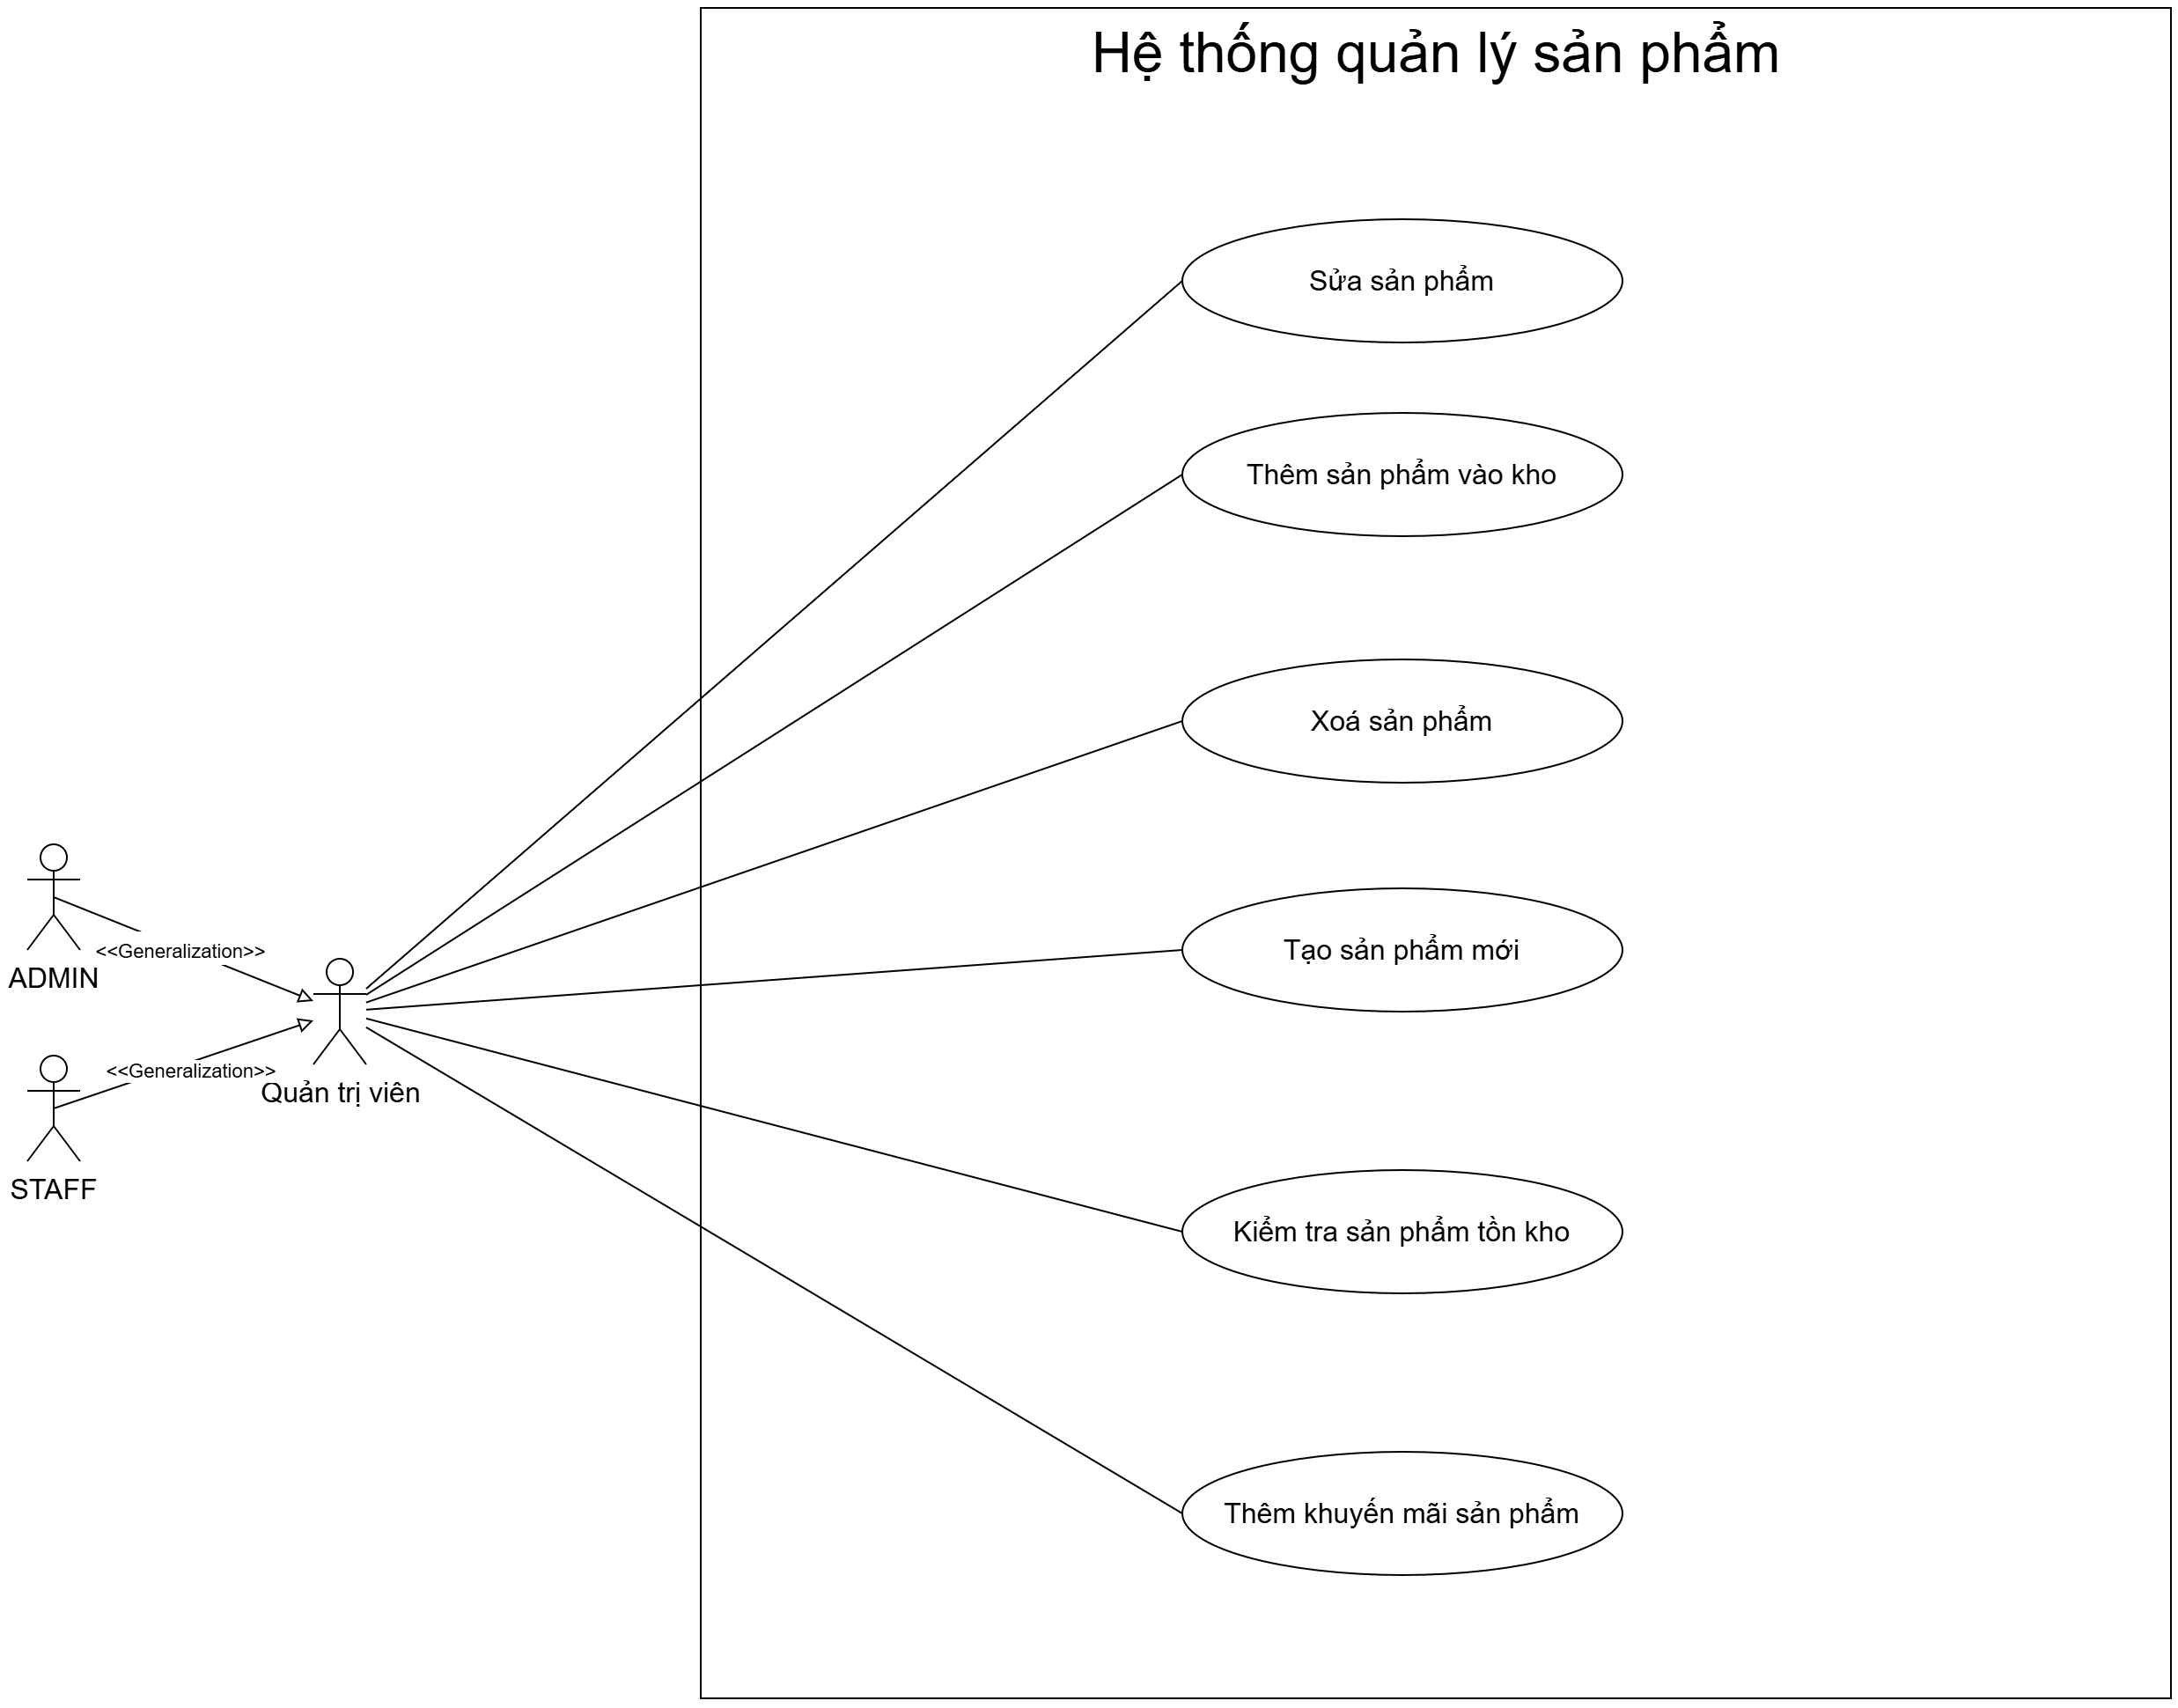 Hệ thống quản lý sản phẩm
Sửa sản phẩm
Thêm sản phẩm vào kho
Xoá sản phẩm
Tạo sản phẩm mới
Kiểm tra sản phẩm tồn kho
Thêm khuyến mãi sản phẩm
<<Generalization>>
ADMIN
<<Generalization>>
Quản trị viên
STAFF